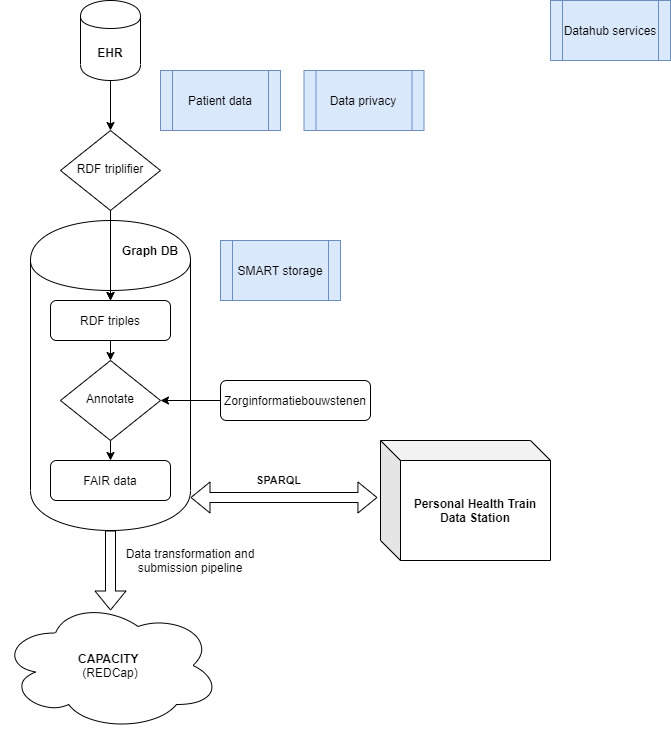 EHR
Datahub services
Patient data
Data privacy
RDF triplifier
Graph DB
SMART storage
RDF triples
Annotate
Zorginformatiebouwstenen
FAIR data
SPARQL
Personal Health Train
Data Station
Data transformation and
submission pipeline
CAPACITY
(REDCap)